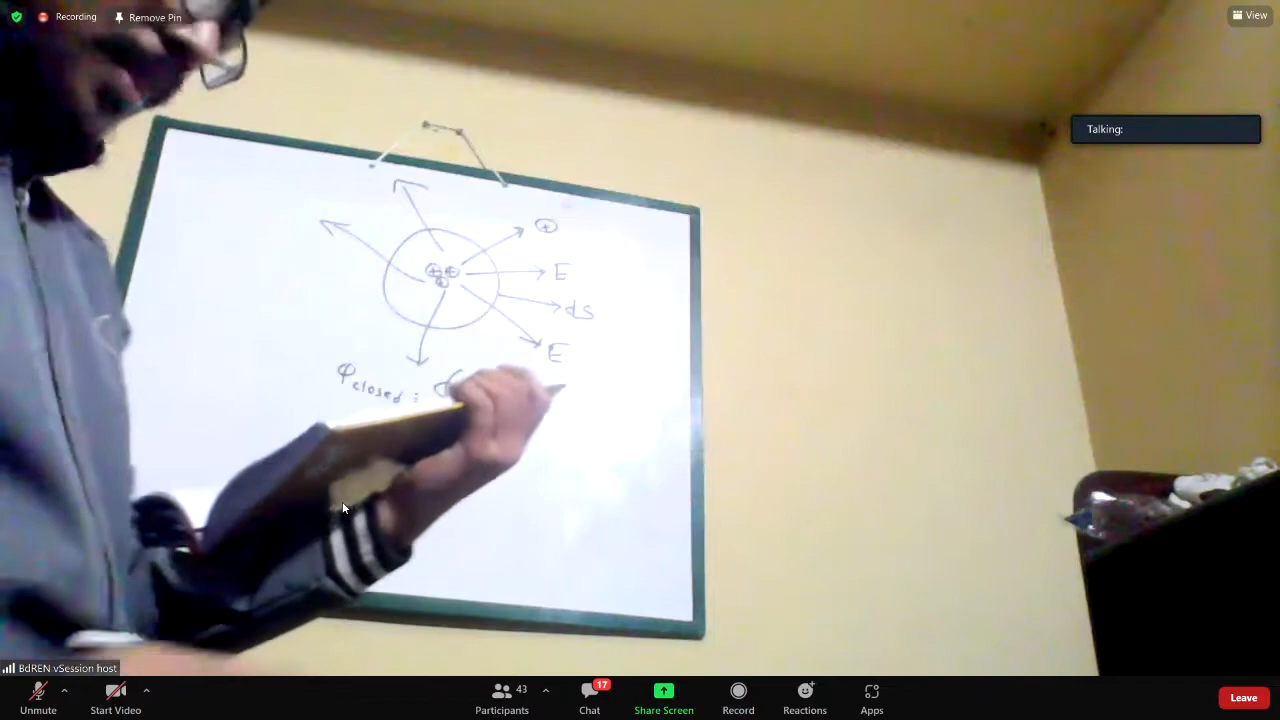 Recording
Remove Pin
View
Talking:
+
E
+ +
+
ds
E
φclosed :
BdREN vSession host
Unmute
Start Video
43
Participants
17
Chat
Share Screen
Record
Reactions
Apps
Leave